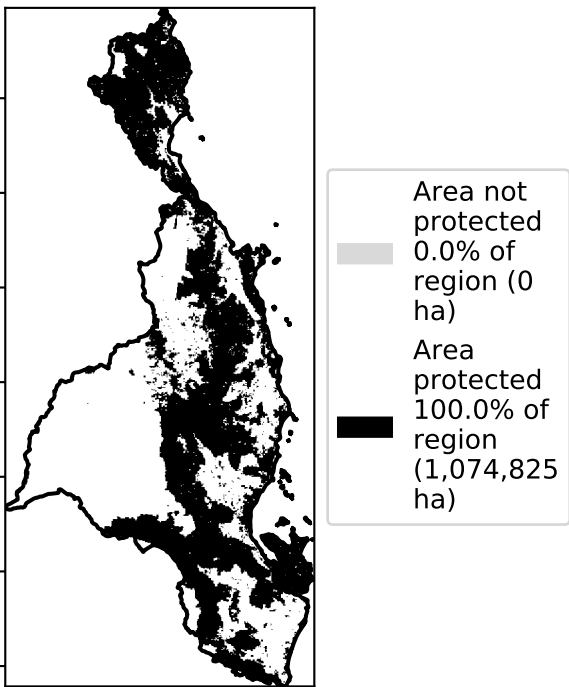 Area not
protected
0.0% of
region (0
ha)
Area
protected
100.0% of
region
(1,074,825
ha)